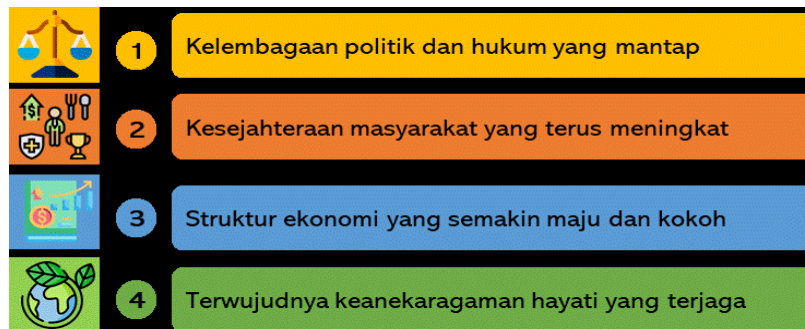 1 Kelembagaan politik dan hukum yang mantap
2 Kesejahteraan masyarakat yang terus meningkat
3 Struktur ekonomi yang semakin maju dan kokoh
4 Terwujudnya keanekaragaman hayati yang terjaga